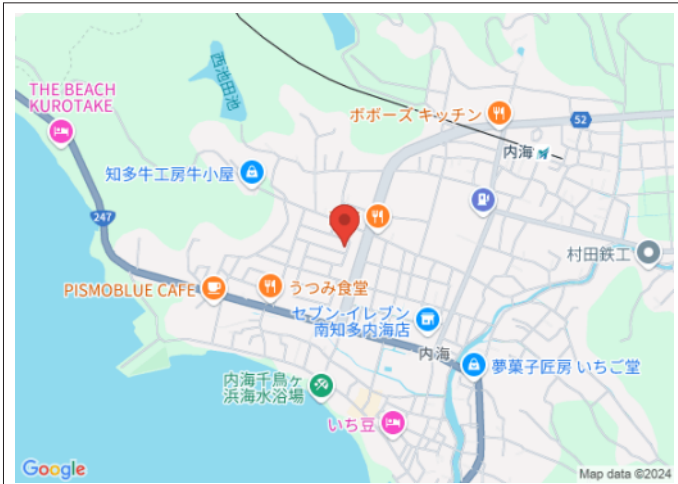 西池田池
THE BEACH
KUROTAKE
ボボーズ キッチン
52
内海
知多牛工房牛小屋
247
村田鉄工
PISMOBLUE CAFE
うつみ食堂
セブン-イレブン
南知多内海店
内海
夢菓子匠房 いちご堂
内海千鳥ヶ
浜海水浴場
いち豆
Google
Map data ©2024